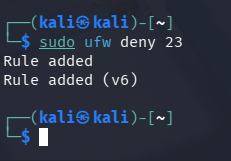 ┌──(kali㉿kali)-[~]
└─$ sudo ufw deny 23
Rule added
Rule added (v6)
┌──(kali㉿kali)-[~]
└─$